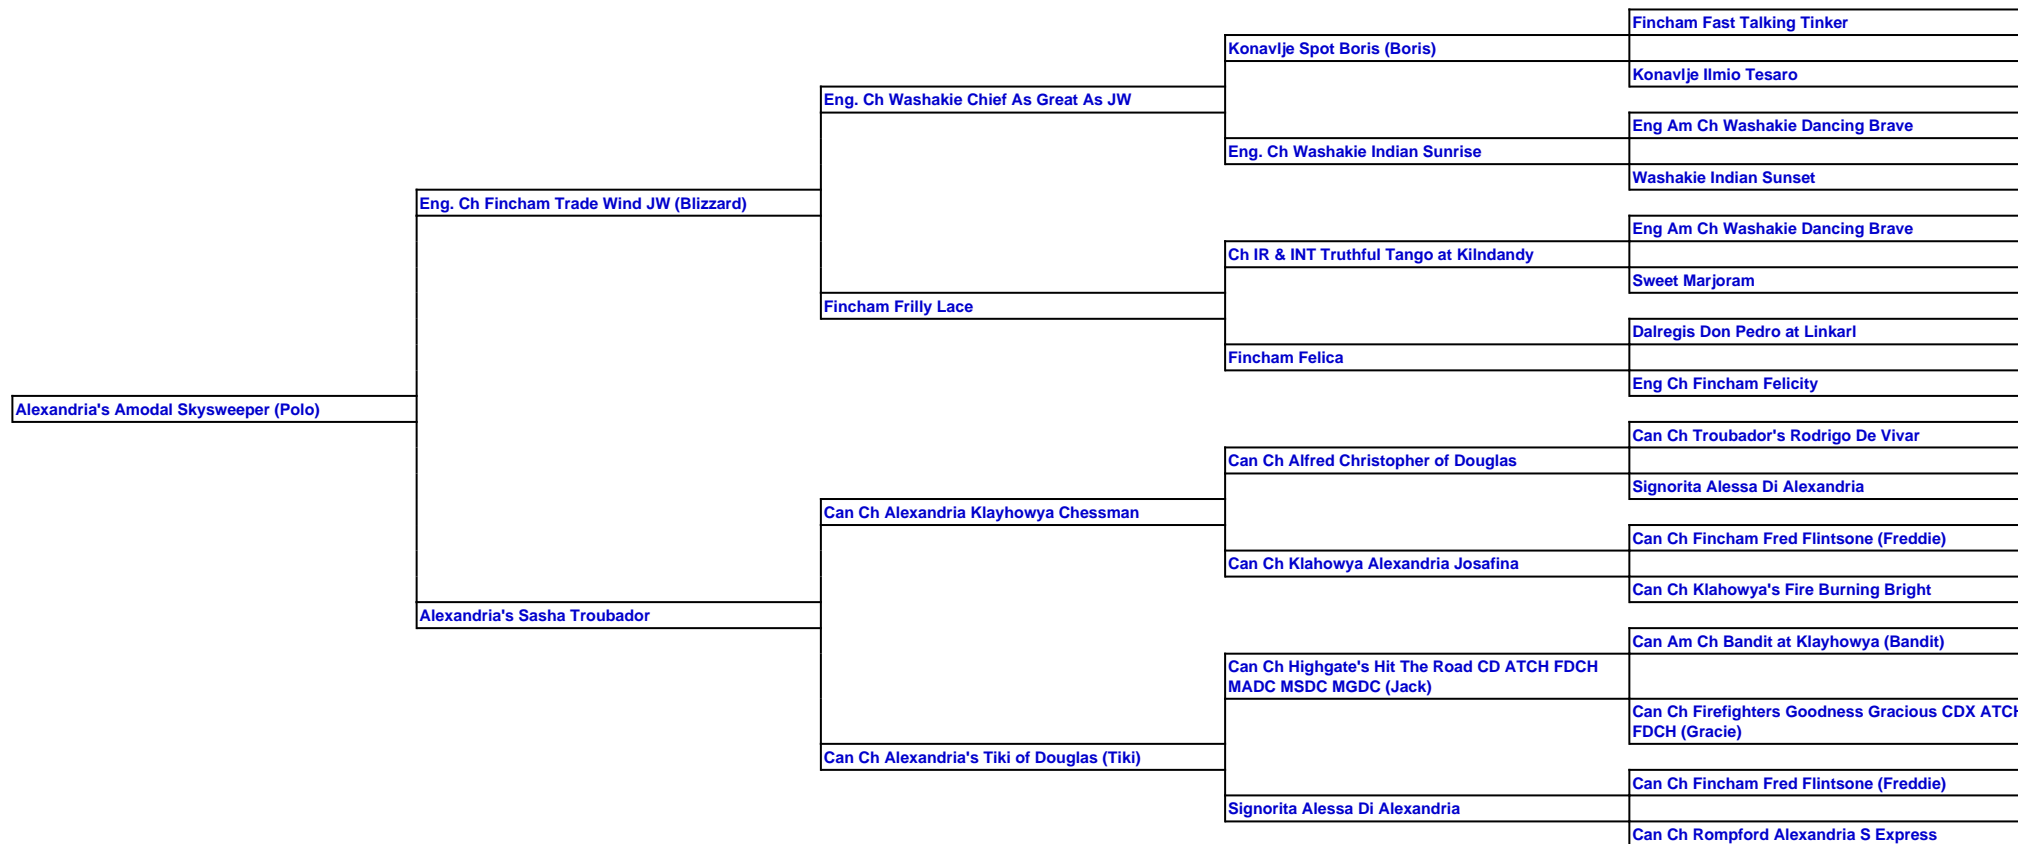 Fincham Fast Talking Tinker
Konavlje Spot Boris (Boris)
Konavlje Ilmio Tesaro
Eng. Ch Washakie Chief As Great As JW
Eng Am Ch Washakie Dancing Brave
Eng. Ch Washakie Indian Sunrise
Washakie Indian Sunset
Eng. Ch Fincham Trade Wind JW (Blizzard)
Eng Am Ch Washakie Dancing Brave
Ch IR & INT Truthful Tango at Kilndandy
Sweet Marjoram
Fincham Frilly Lace
Dalregis Don Pedro at Linkarl
Fincham Felica
Eng Ch Fincham Felicity
Alexandria's Amodal Skysweeper (Polo)
Can Ch Troubador's Rodrigo De Vivar
Can Ch Alfred Christopher of Douglas
Signorita Alessa Di Alexandria
Can Ch Alexandria Klayhowya Chessman
Can Ch Fincham Fred Flintsone (Freddie)
Can Ch Klahowya Alexandria Josafina
Can Ch Klahowya's Fire Burning Bright
Alexandria's Sasha Troubador
Can Am Ch Bandit at Klayhowya (Bandit)
Can Ch Highgate's Hit The Road CD ATCH FDCH
MADC MSDC MGDC (Jack)
Can Ch Firefighters Goodness Gracious CDX ATCH
FDCH (Gracie)
Can Ch Alexandria's Tiki of Douglas (Tiki)
Can Ch Fincham Fred Flintsone (Freddie)
Signorita Alessa Di Alexandria
Can Ch Rompford Alexandria S Express